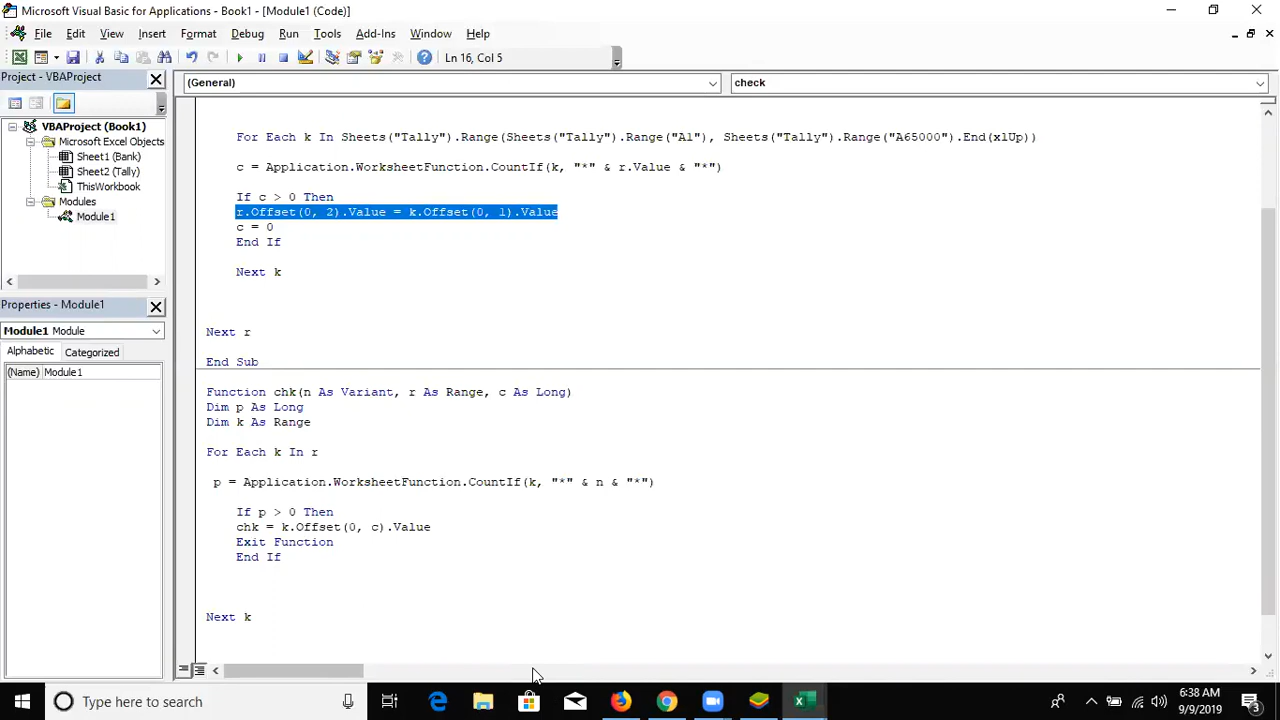 Microsoft Visual Basic for Applications - Book1 - [Module1 (Code)]
File Edit View Insert Format Debug Run Tools Add-Ins Window Help
Ln 16, Col 5
Project - VBAProject
(General)
check
VBAProject (Book1)
Microsoft Excel Objects
Sheet1 (Bank)
Sheet2 (Tally)
ThisWorkbook
Modules
Module1
Properties - Module1
Module1 Module
Alphabetic Categorized
(Name) Module1
For Each k In Sheets("Tally").Range(Sheets("Tally").Range("A1"), Sheets("Tally").Range("A65000").End(xlUp))
c = Application.WorksheetFunction.CountIf(k, "*" & r.Value & "*")
If c > 0 Then
r.Offset(0, 2).Value = k.Offset(0, 1).Value
c = 0
End If
Next k
Next r
End Sub
Function chk(n As Variant, r As Range, c As Long)
Dim p As Long
Dim k As Range
For Each k In r
p = Application.WorksheetFunction.CountIf(k, "*" & n & "*")
If p > 0 Then
chk = k.Offset(0, c).Value
Exit Function
End If
Next k
Type here to search
6:38 AM
9/9/2019
3